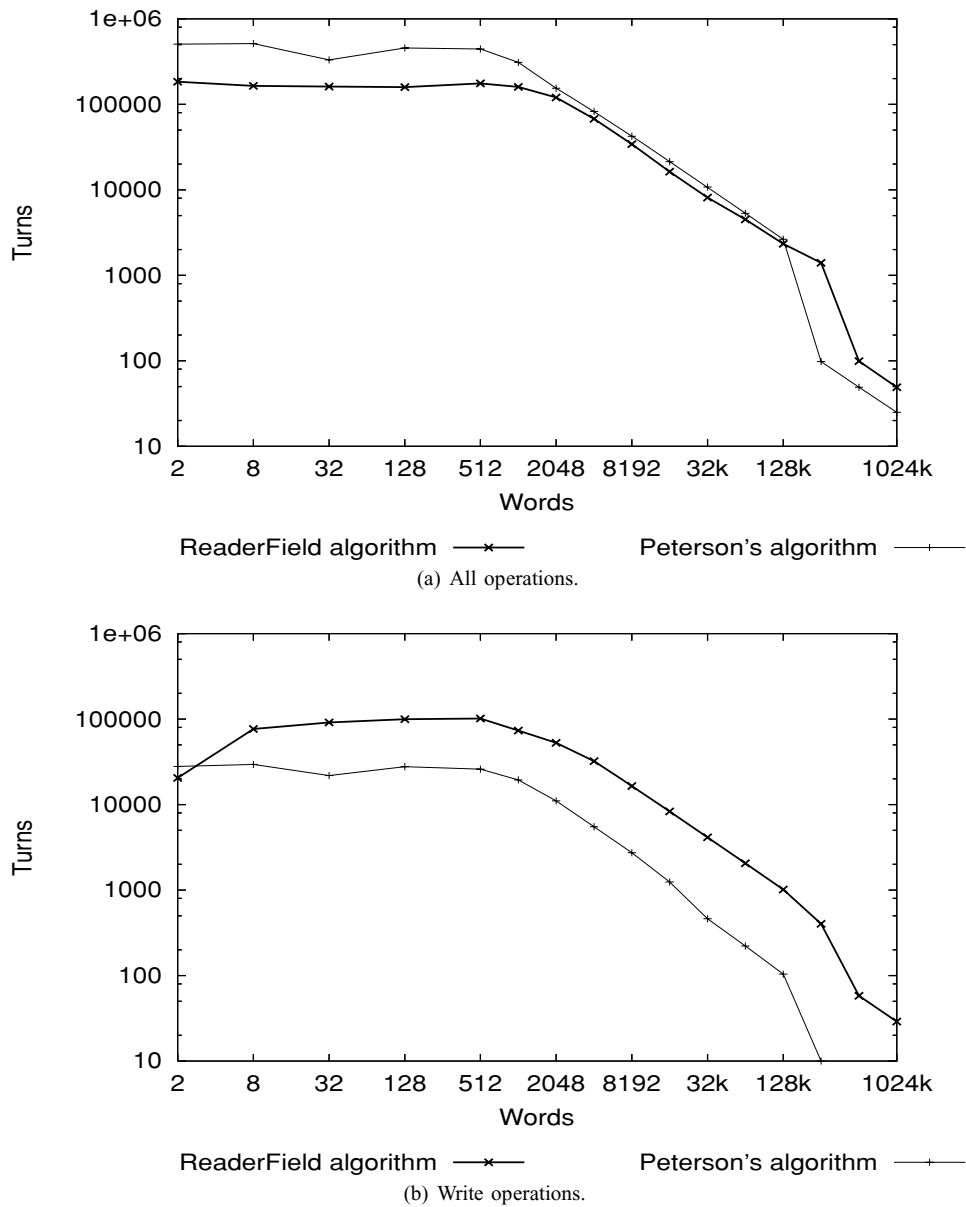 1e+06
100000
10000
1000
100
10
Turns
2 8 32 128 512 2048 8192 32k 128k 1024k
Words
ReaderField algorithm Peterson's algorithm
(a) All operations.
1e+06
100000
10000
1000
100
10
Turns
2 8 32 128 512 2048 8192 32k 128k 1024k
Words
ReaderField algorithm Peterson's algorithm
(b) Write operations.